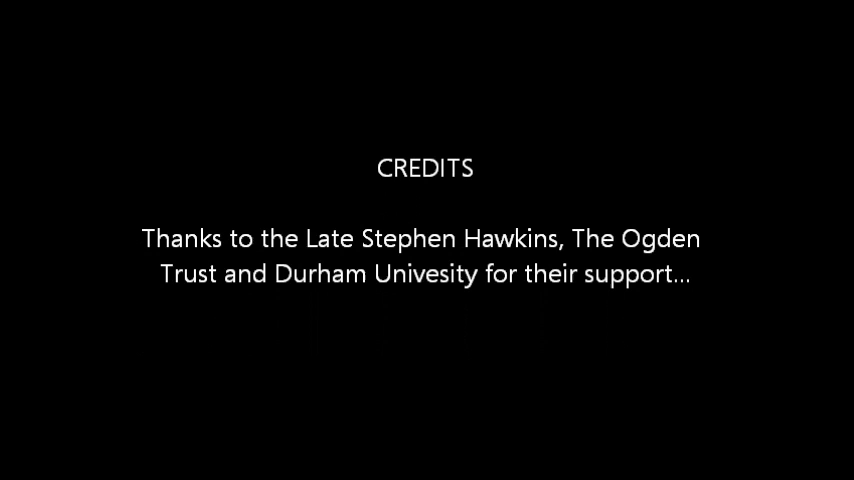 CREDITS
Thanks to the Late Stephen Hawkins, The Ogden
Trust and Durham Univesity for their support...